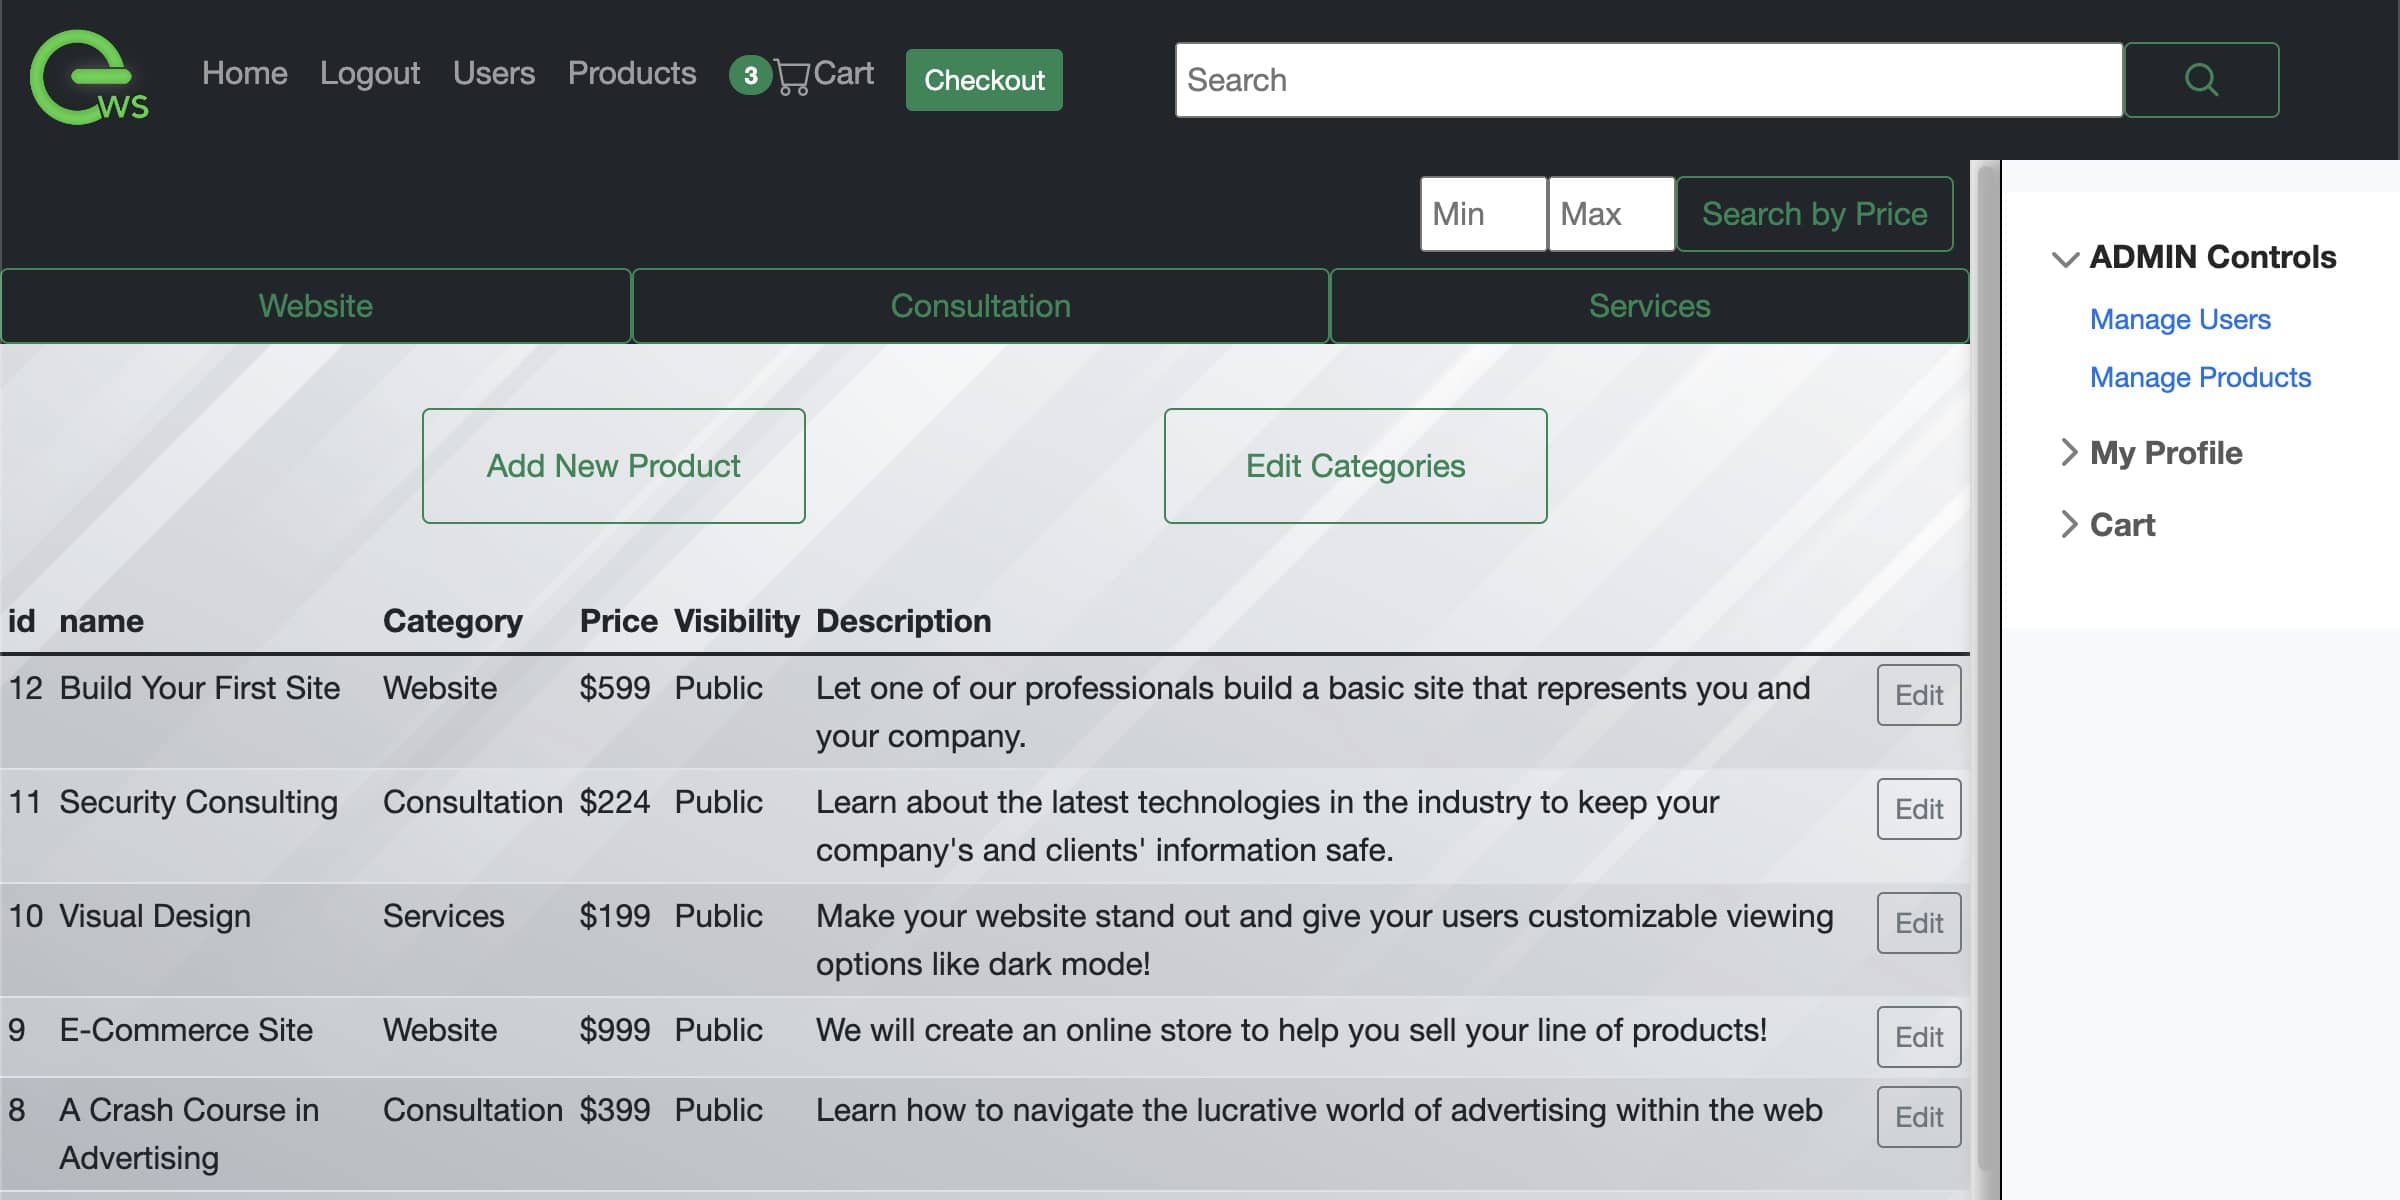 ews
Home Logout Users Products 3 Cart Checkout Search
Min Max Search by Price
Website Consultation Services
Add New Product Edit Categories
id name Category Price Visibility Description
12 Build Your First Site Website $599 Public Let one of our professionals build a basic site that represents you and Edit
your company.
11 Security Consulting Consultation $224 Public Learn about the latest technologies in the industry to keep your Edit
company's and clients' information safe.
10 Visual Design Services $199 Public Make your website stand out and give your users customizable viewing Edit
options like dark mode!
9 E-Commerce Site Website $999 Public We will create an online store to help you sell your line of products! Edit
8 A Crash Course in Consultation $399 Public Learn how to navigate the lucrative world of advertising within the web Edit
Advertising
ADMIN Controls
Manage Users
Manage Products
My Profile
Cart